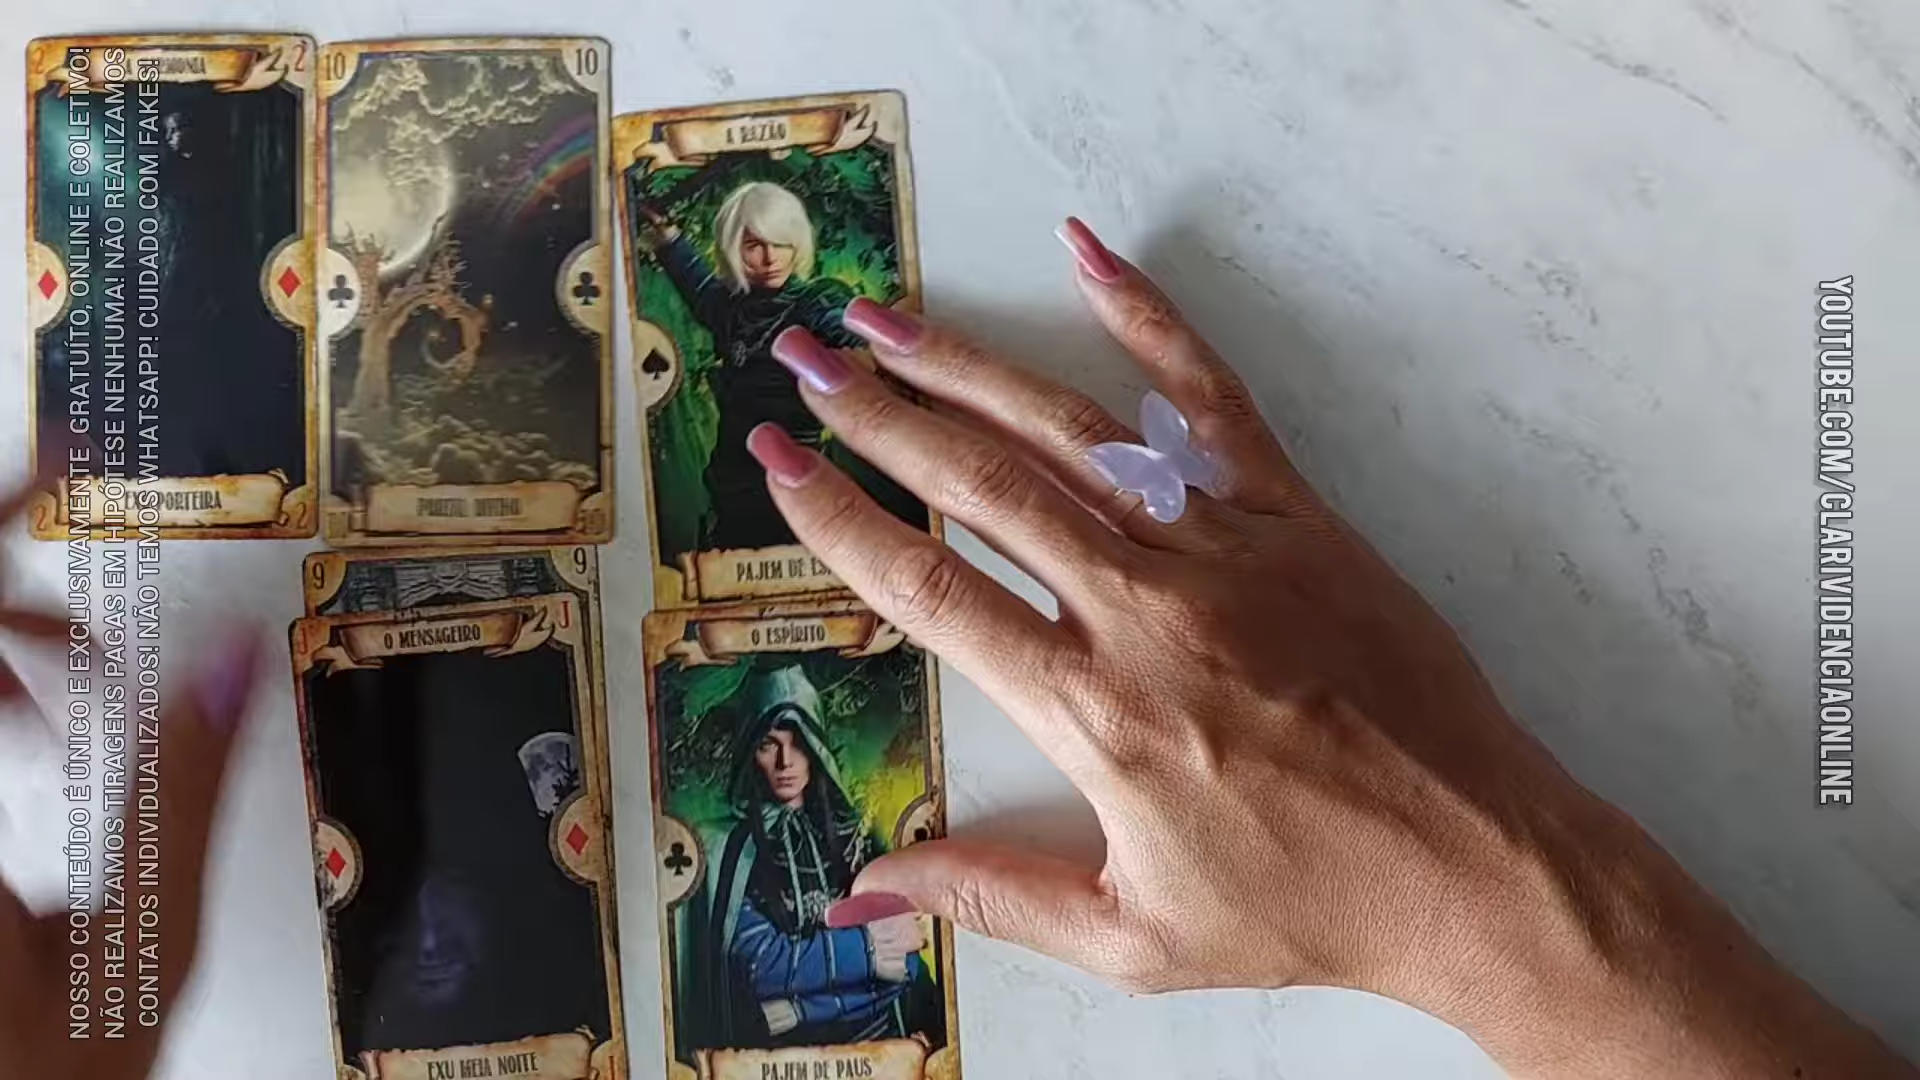 NOSSO CONTEÚDO É ÚNICO E EXCLUSIVAMENTE GRATUÍTO, ONLINE E COLETIVO!
NÃO REALIZAMOS TIRAGENS PAGAS EM HIPÓTESE NENHUMA! NÃO REALIZAMOS
CONTATOS INDIVIDUALIZADOS! NÃO TEMOS WHATSAPP! CUIDADO COM FAKES!
2
2
2
PORTEIRA
2
10
10
A RAZÃO
PAJEM DE
9
9
J
O MENSAGEIRO
J
EXU MEIA NOITE
J
O ESPÍRITO
PAJEM DE PAUS
YOUTUBE.COM/CLARIVIDENCIAONLINE